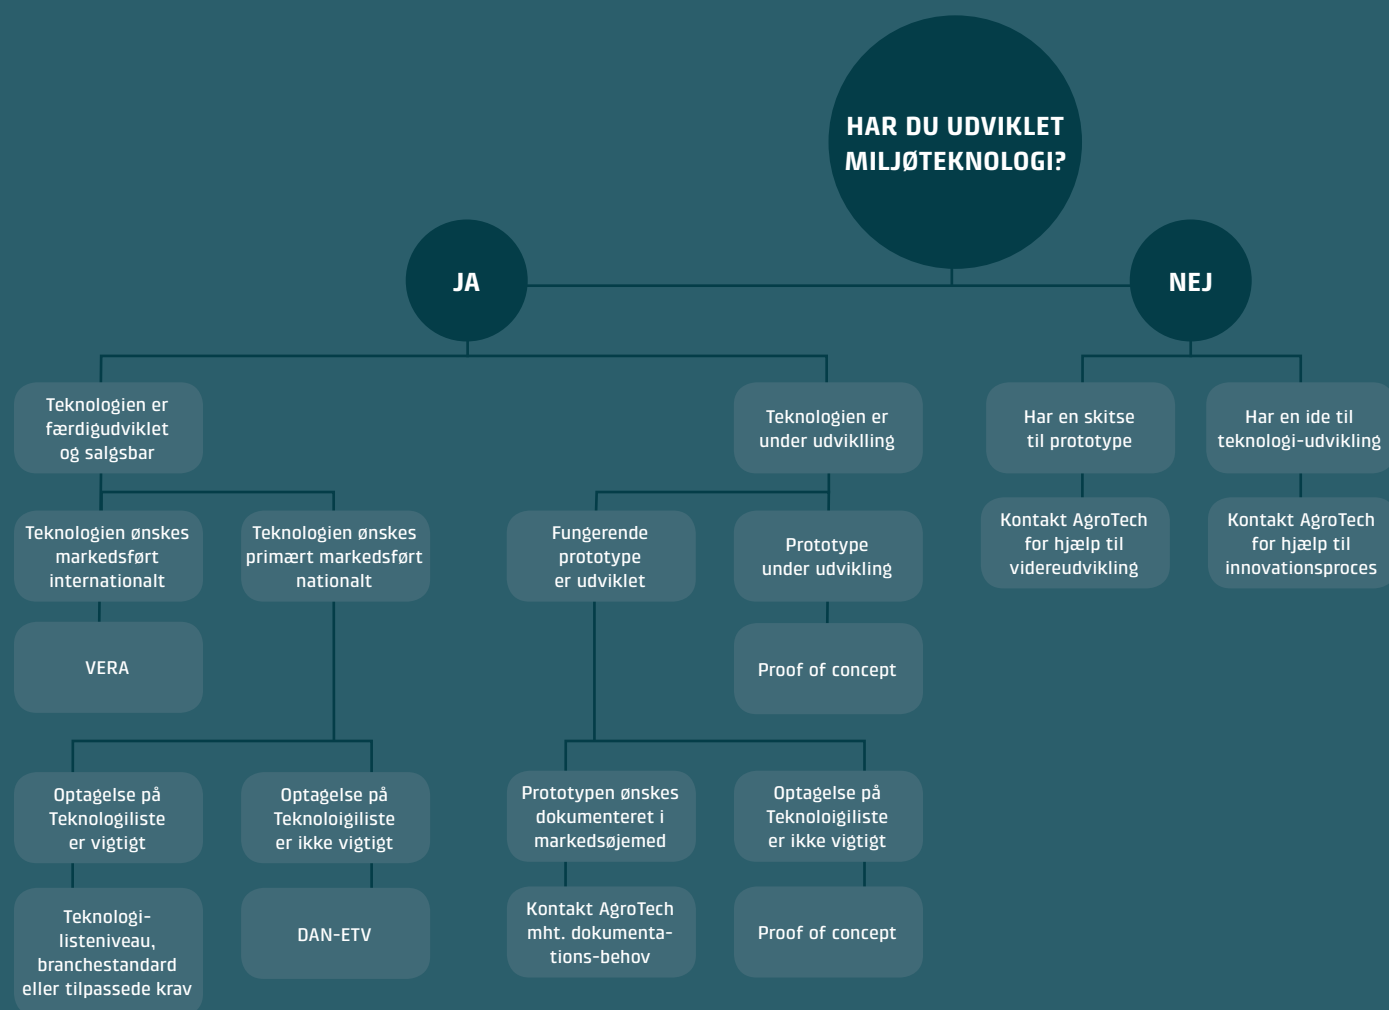 HAR DU UDVIKLET
MILJØTEKNOLOGI?
JA
NEJ
Teknologien er
færdigudviklet
og salgsbar
Teknologien er
under udviklling
Har en skitse
til prototype
Har en ide til
teknologi-udvikling
Teknologien ønskes
markedsført
internationalt
Teknologien ønskes
primært markedsført
nationalt
Fungerende
prototype
er udviklet
Prototype
under udvikling
Kontakt AgroTech
for hjælp til
videreudvikling
Kontakt AgroTech
for hjælp til
innovationsproces
VERA
Proof of concept
Optagelse på
Teknologiliste
er vigtigt
Optagelse på
Teknoloigiliste
er ikke vigtigt
Prototypen ønskes
dokumenteret i
markedsøjemed
Optagelse på
Teknoloigiliste
er ikke vigtigt
Teknologi-
listeniveau,
branchestandard
eller tilpassede krav
DAN-ETV
Kontakt AgroTech
mht. dokumenta-
tions-behov
Proof of concept